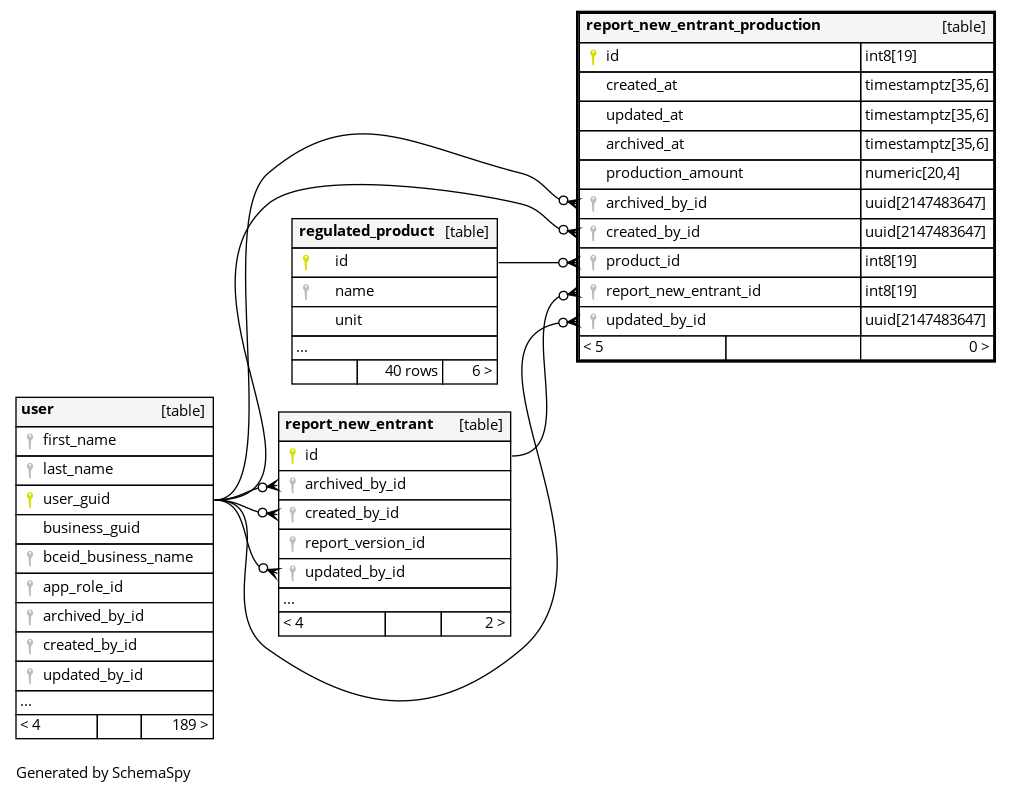 report_new_entrant_production [table]
id int8[19]
created_at timestamptz[35,6]
updated_at timestamptz[35,6]
archived_at timestamptz[35,6]
production_amount numeric[20,4]
archived_by_id uuid[2147483647]
created_by_id uuid[2147483647]
product_id int8[19]
report_new_entrant_id int8[19]
updated_by_id uuid[2147483647]
< 5 0 >
regulated_product [table]
id
name
unit
...
40 rows 6 >
user [table]
first_name
last_name
user_guid
business_guid
bceid_business_name
app_role_id
archived_by_id
created_by_id
updated_by_id
...
< 4 189 >
report_new_entrant [table]
id
archived_by_id
created_by_id
report_version_id
updated_by_id
...
< 4 2 >
Generated by SchemaSpy